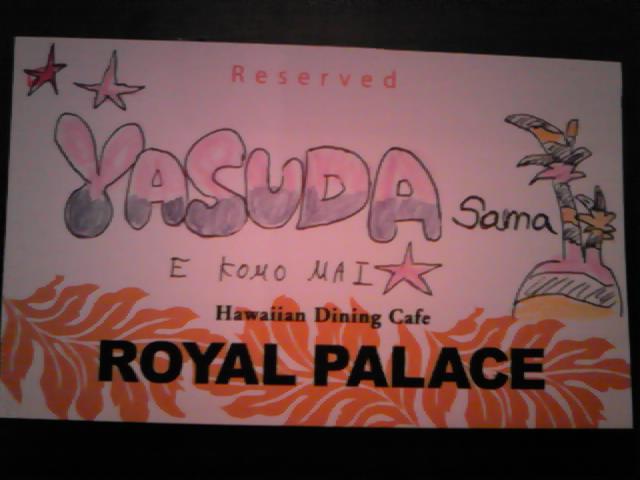 Reserved
YASUDA Sama
E KOMO MAI
Hawaiian Dining Cafe
ROYAL PALACE